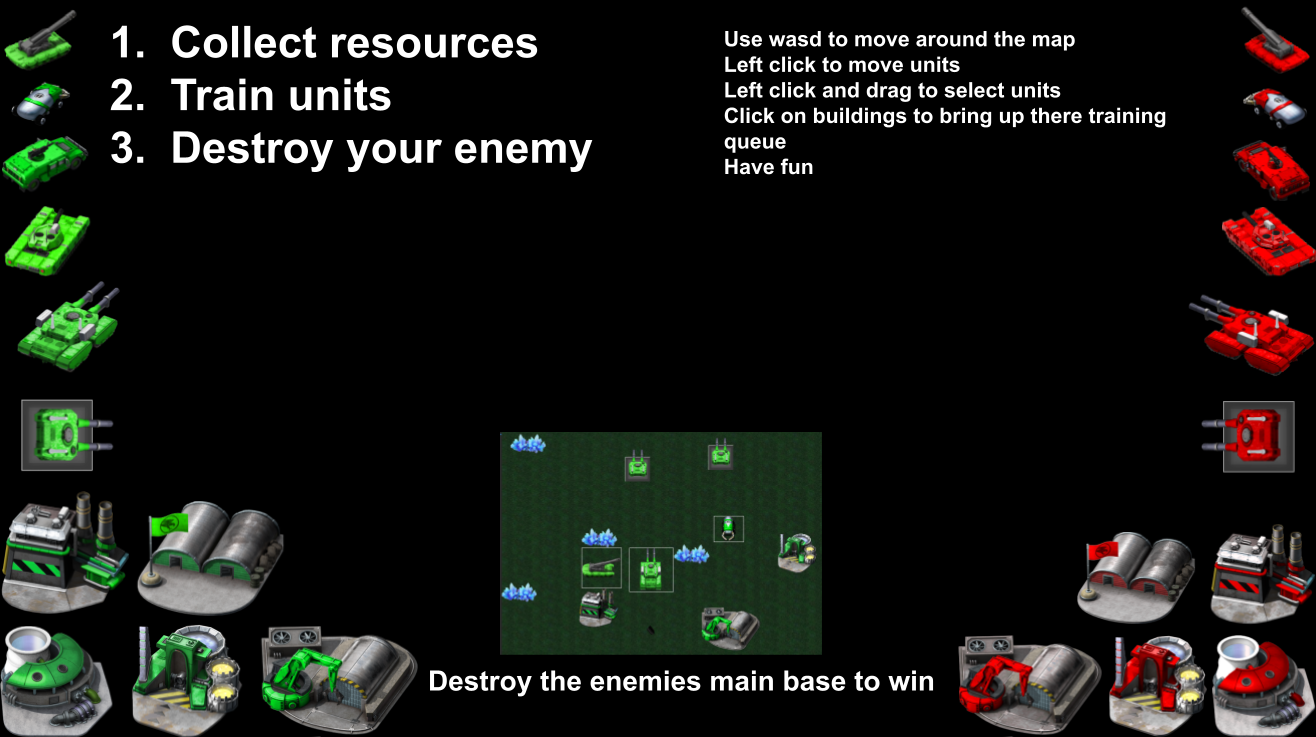 1. Collect resources
2. Train units
3. Destroy your enemy
Use wasd to move around the map
Left click to move units
Left click and drag to select units
Click on buildings to bring up there training
queue
Have fun
Destroy the enemies main base to win